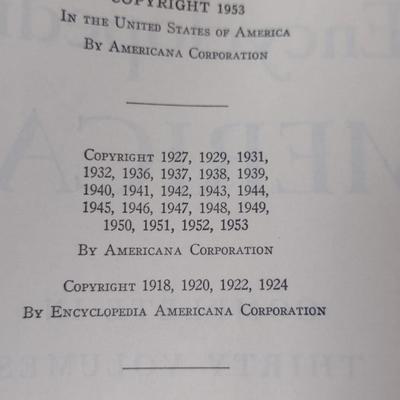 COPYRIGHT 1953
IN THE UNITED STATES OF AMERICA
BY AMERICANA CORPORATION
COPYRIGHT 1927, 1929, 1931,
1932, 1936, 1937, 1938, 1939,
1940, 1941, 1942, 1943, 1944,
1945, 1946, 1947, 1948, 1949,
1950, 1951, 1952, 1953
BY AMERICANA CORPORATION
COPYRIGHT 1918, 1920, 1922, 1924
BY ENCYCLOPEDIA AMERICANA CORPORATION